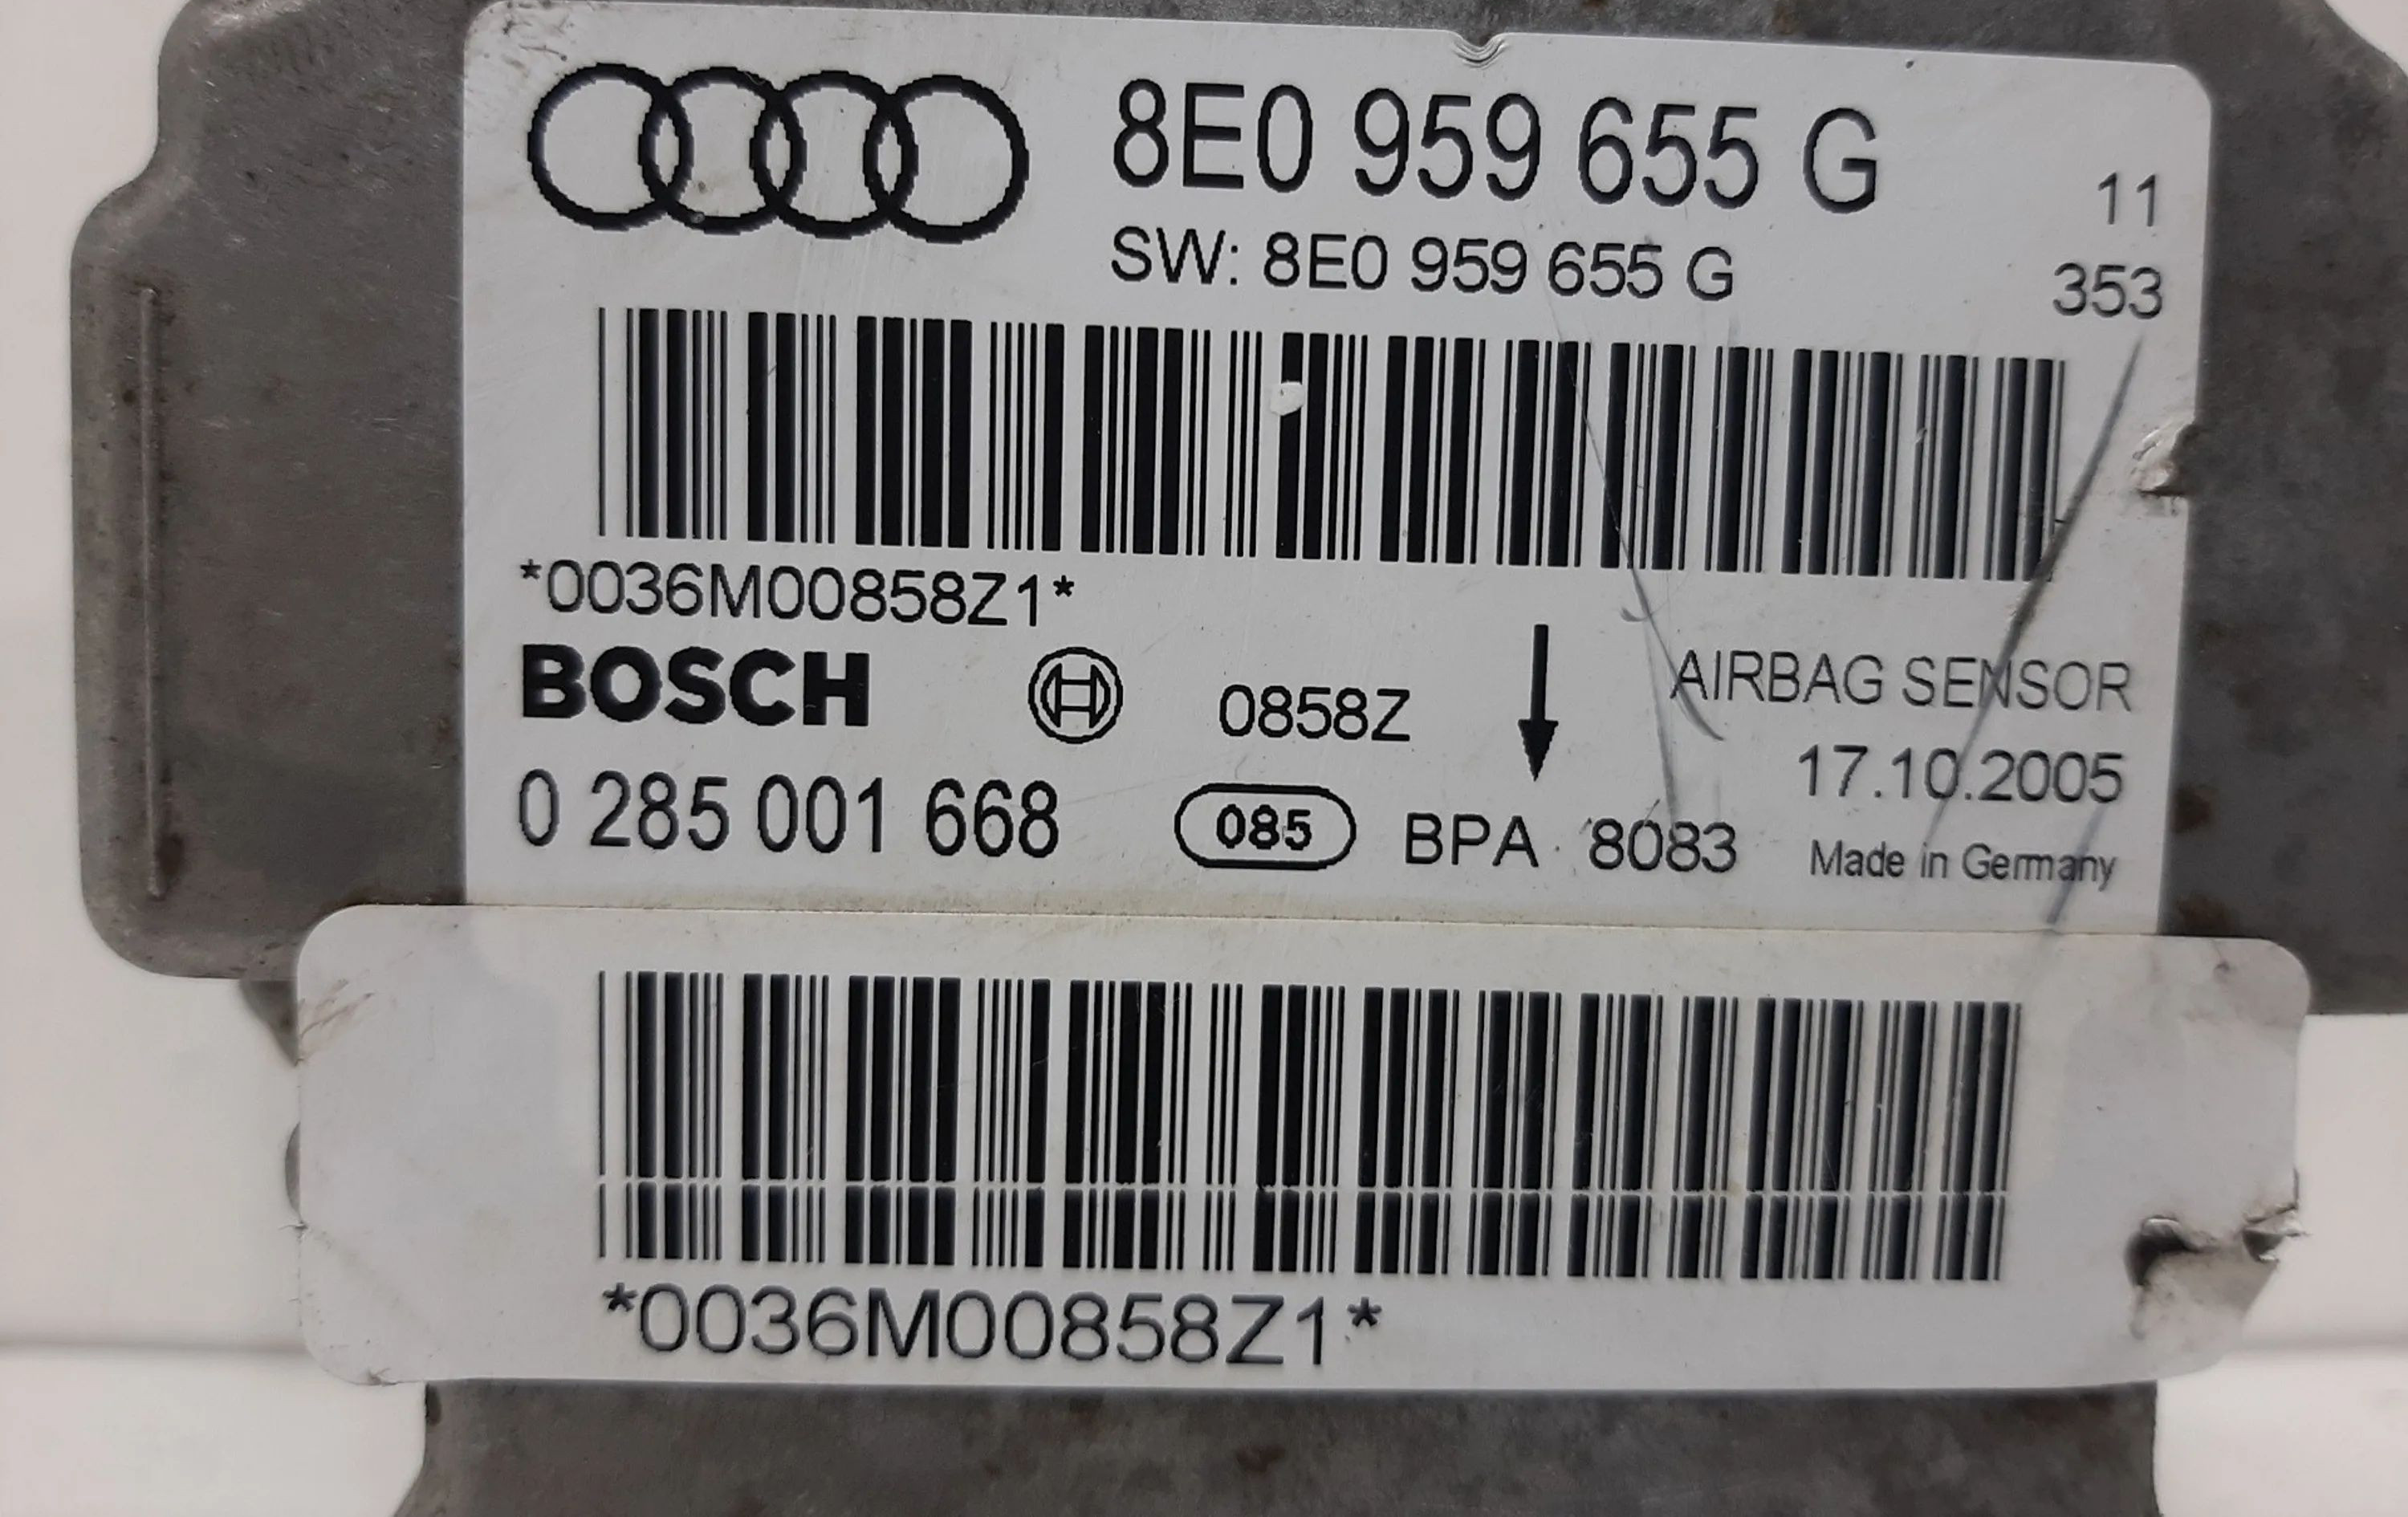 8E0 959 655 G
11
SW: 8E0 959 655 G
353
*0036M00858Z1*
BOSCH
0858Z
AIRBAG SENSOR
17.10.2005
0 285 001 668
085
BPA 8083
Made in Germany
*0036M00858Z1*